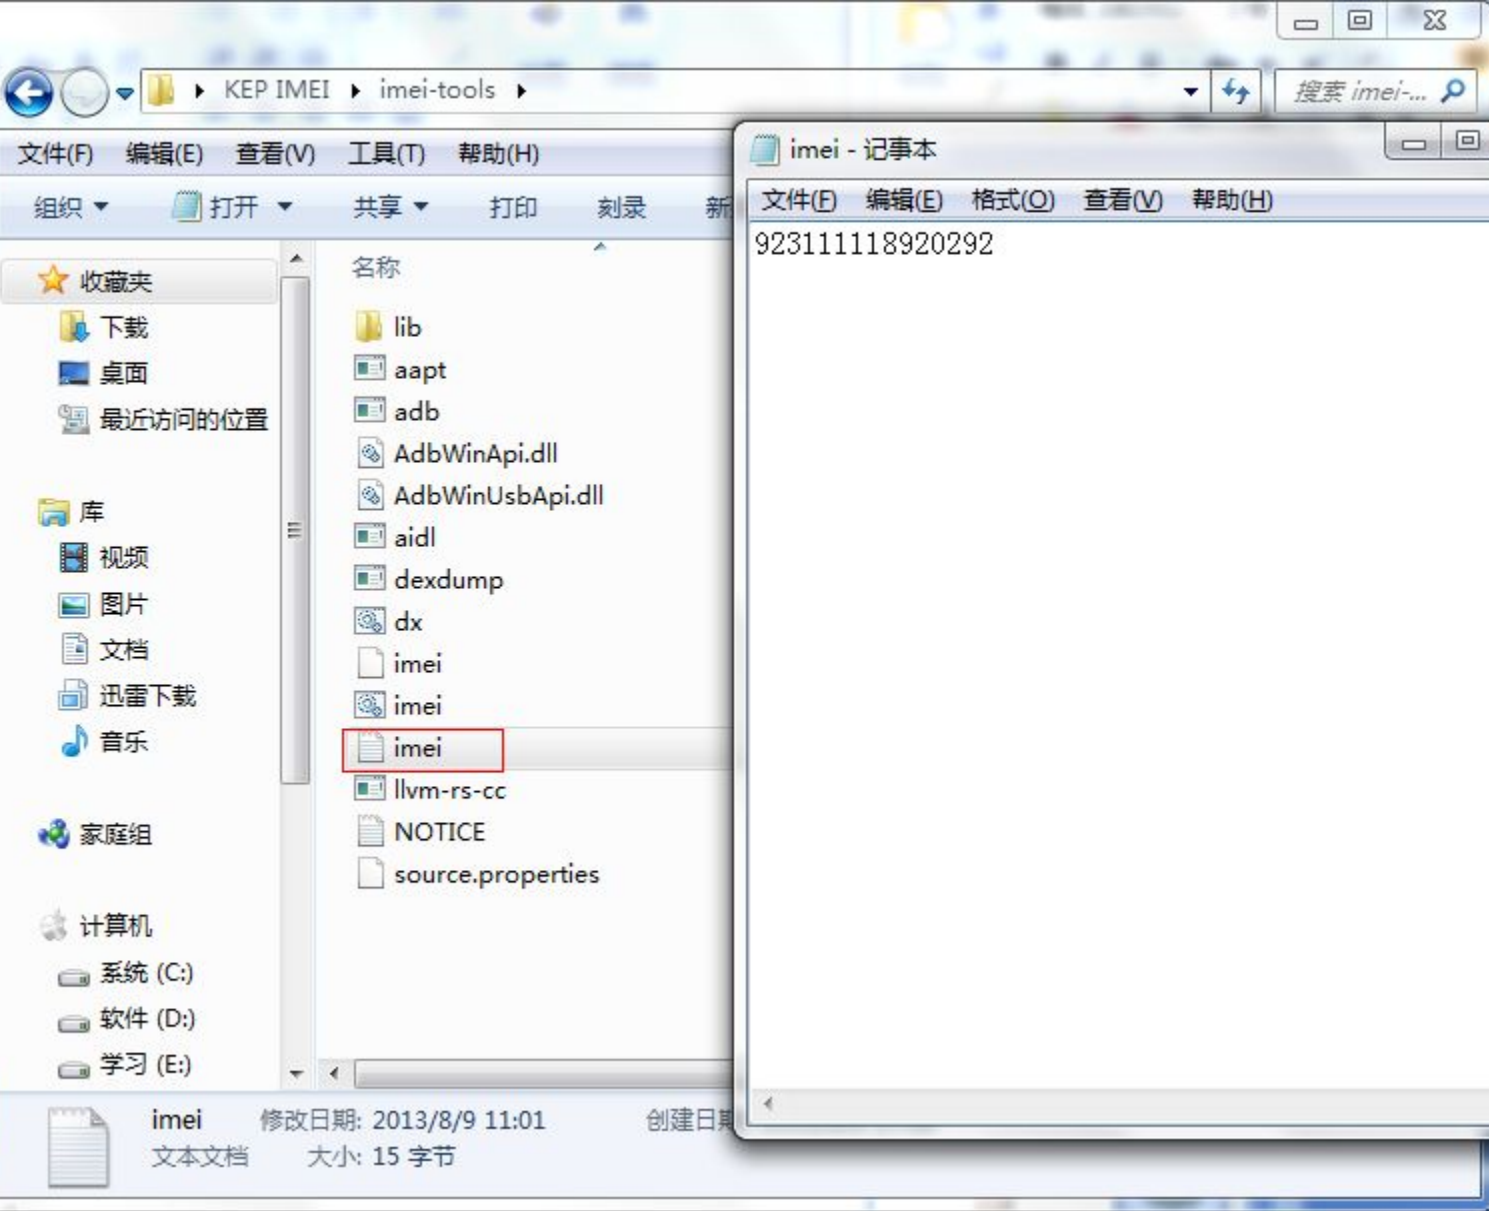 KEP IMEI
imei-tools
搜索 imei-...
文件(F) 编辑(E) 查看(V) 工具(T) 帮助(H)
组织 打开 共享 打印 刻录 新
收藏夹
下载
桌面
最近访问的位置
库
视频
图片
文档
迅雷下载
音乐
家庭组
计算机
系统 (C:)
软件 (D:)
学习 (E:)
名称
lib
aapt
adb
AdbWinApi.dll
AdbWinUsbApi.dll
aidl
dexdump
dx
imei
imei
imei
llvm-rs-cc
NOTICE
source.properties
imei - 记事本
文件(F) 编辑(E) 格式(O) 查看(V) 帮助(H)
923111118920292
imei 修改日期: 2013/8/9 11:01 创建日期
文本文档 大小: 15 字节